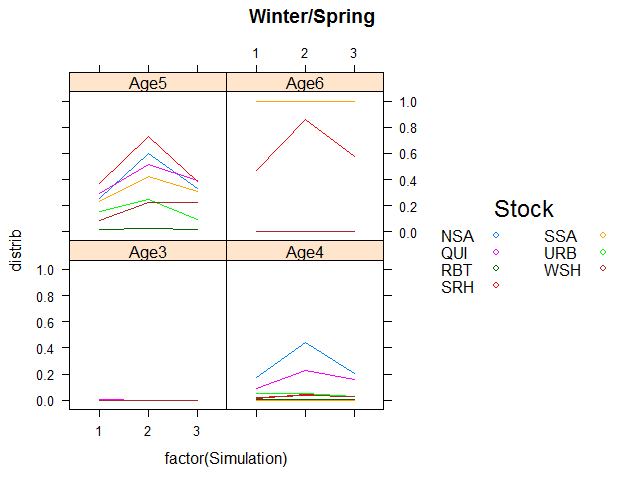 Winter/Spring
1 2 3
Age5 Age6
1.0
0.8
0.6
0.4
0.2
0.0
Age3 Age4
1.0
0.8
0.6
0.4
0.2
0.0
1 2 3
distrib
factor(Simulation)
Stock
NSA SSA
QUI URB
RBT WSH
SRH